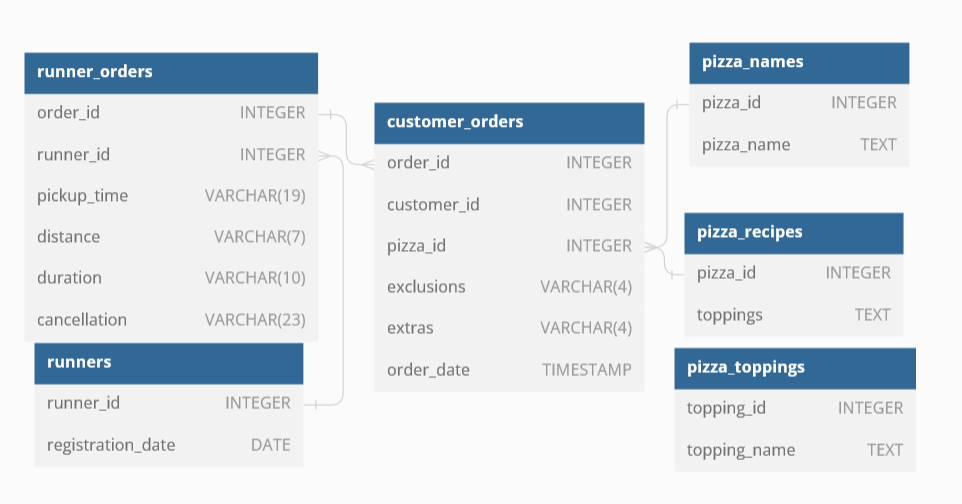 runner_orders
order_id INTEGER
runner_id INTEGER
pickup_time VARCHAR(19)
distance VARCHAR(7)
duration VARCHAR(10)
cancellation VARCHAR(23)
runners
runner_id INTEGER
registration_date DATE
customer_orders
order_id INTEGER
customer_id INTEGER
pizza_id INTEGER
exclusions VARCHAR(4)
extras VARCHAR(4)
order_date TIMESTAMP
pizza_names
pizza_id INTEGER
pizza_name TEXT
pizza_recipes
pizza_id INTEGER
toppings TEXT
pizza_toppings
topping_id INTEGER
topping_name TEXT